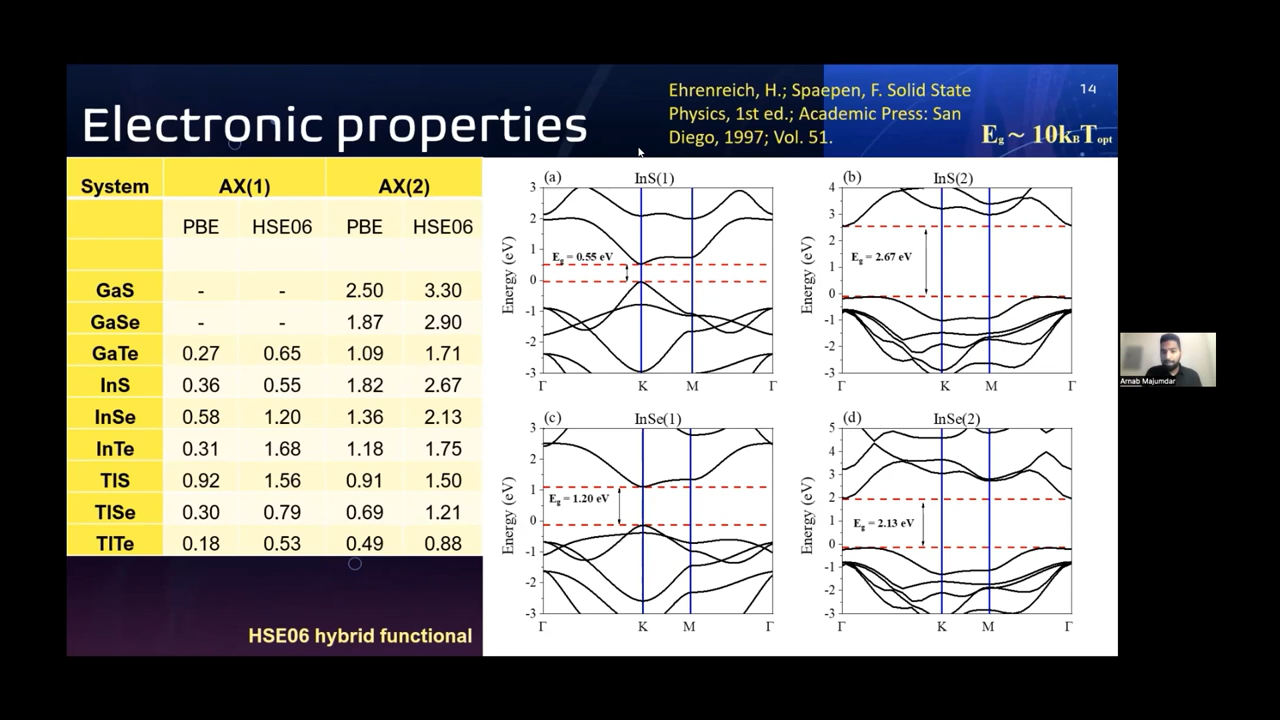 Electronic properties
Ehrenreich, H.; Spaepen, F. Solid State
Physics, 1st ed.; Academic Press: San
Diego, 1997; Vol. 51.
14
Eg ~ 10kBTopt
System AX(1) AX(2)
PBE HSE06 PBE HSE06
GaS - - 2.50 3.30
GaSe - - 1.87 2.90
GaTe 0.27 0.65 1.09 1.71
InS 0.36 0.55 1.82 2.67
InSe 0.58 1.20 1.36 2.13
InTe 0.31 1.68 1.18 1.75
TlS 0.92 1.56 0.91 1.50
TlSe 0.30 0.79 0.69 1.21
TlTe 0.18 0.53 0.49 0.88
HSE06 hybrid functional
(a) InS(1)
Energy (eV)
3
2
1
0
-1
-2
-3
Eg = 0.55 eV
Γ K M Γ
(b) InS(2)
Energy (eV)
4
3
2
1
0
-1
-2
-3
Eg = 2.67 eV
Γ K M Γ
(c) InSe(1)
Energy (eV)
3
2
1
0
-1
-2
-3
Eg = 1.20 eV
Γ K M Γ
(d) InSe(2)
Energy (eV)
5
4
3
2
1
0
-1
-2
-3
Eg = 2.13 eV
Γ K M Γ
Arnab Majumdar